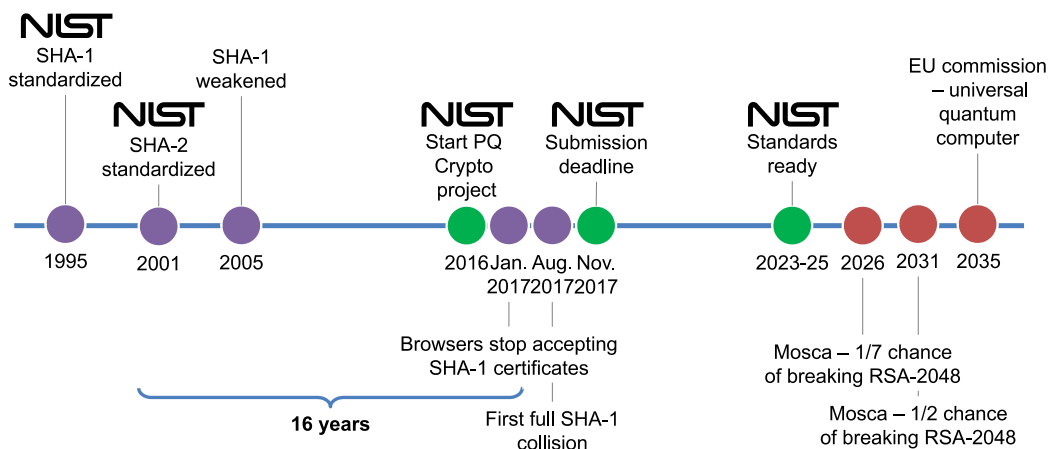 NIST
SHA-1
standardized
SHA-1
weakened
NIST
SHA-2
standardized
NIST
Start PQ
Crypto
project
NIST
Submission
deadline
NIST
Standards
ready
EU commission
– universal
quantum
computer
1995
2001
2005
2016
Jan.
2017
Aug.
2017
Nov.
2017
2023-25
2026
2031
2035
Browsers stop accepting
SHA-1 certificates
16 years
First full SHA-1
collision
Mosca – 1/7 chance
of breaking RSA-2048
Mosca – 1/2 chance
of breaking RSA-2048